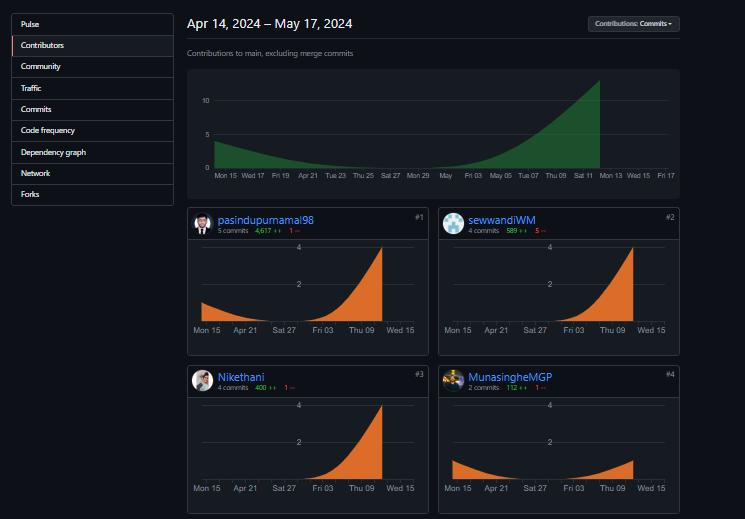 Pulse
Contributors
Community
Traffic
Commits
Code frequency
Dependency graph
Network
Forks
Apr 14, 2024 – May 17, 2024
Contributions: Commits
Contributions to main, excluding merge commits
10
5
0
Mon 15 Wed 17 Fri 19 Apr 21 Tue 23 Thu 25 Sat 27 Mon 29 May Fri 03 May 05 Tue 07 Thu 09 Sat 11 Mon 13 Wed 15 Fri 17
pasindupurnamal98 #1
5 commits 4,617 ++ 1 --
4
2
Mon 15 Apr 21 Sat 27 Fri 03 Thu 09 Wed 15
sewwandiWM #2
4 commits 589 ++ 5 --
4
2
Mon 15 Apr 21 Sat 27 Fri 03 Thu 09 Wed 15
Nikethani #3
4 commits 400 ++ 1 --
4
2
Mon 15 Apr 21 Sat 27 Fri 03 Thu 09 Wed 15
MunasingheMGP #4
2 commits 112 ++ 1 --
4
2
Mon 15 Apr 21 Sat 27 Fri 03 Thu 09 Wed 15